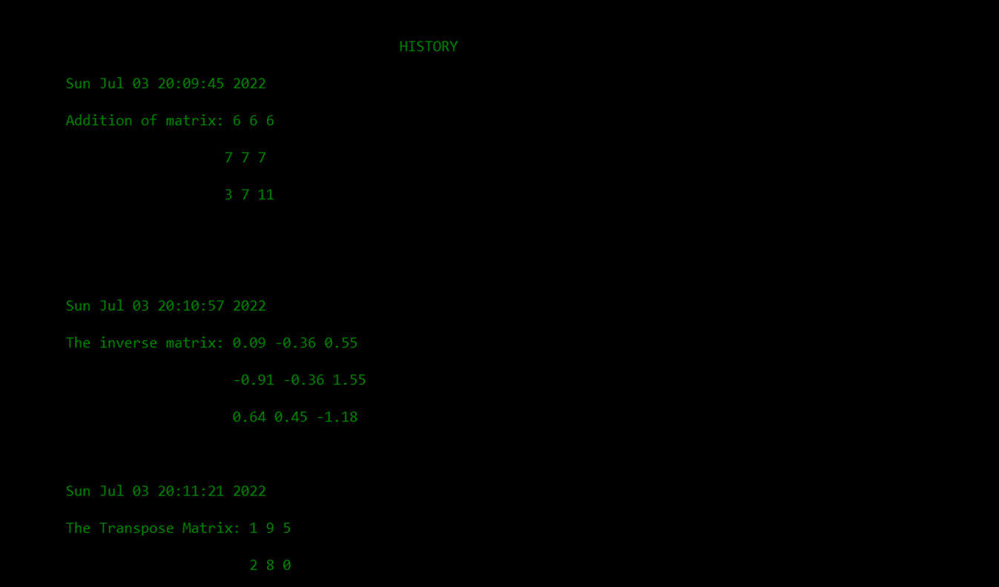 HISTORY
Sun Jul 03 20:09:45 2022
Addition of matrix: 6 6 6
7 7 7
3 7 11
Sun Jul 03 20:10:57 2022
The inverse matrix: 0.09 -0.36 0.55
-0.91 -0.36 1.55
0.64 0.45 -1.18
Sun Jul 03 20:11:21 2022
The Transpose Matrix: 1 9 5
2 8 0